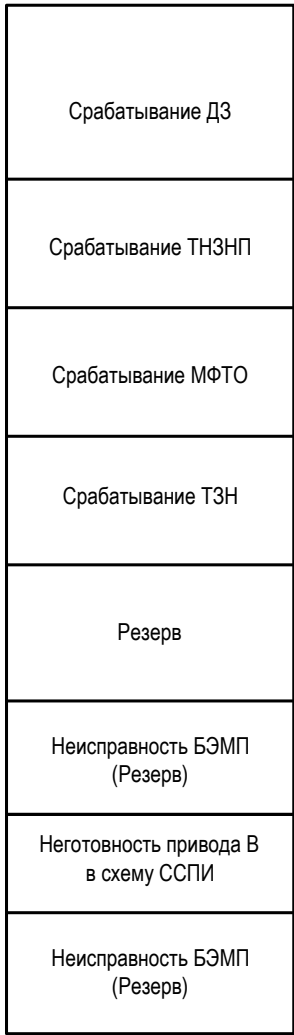 Срабатывание ДЗ
Срабатывание ТНЗНП
Срабатывание МФТО
Срабатывание ТЗН
Резерв
Неисправность БЭМП
(Резерв)
Неготовность привода В
в схему ССПИ
Неисправность БЭМП
(Резерв)